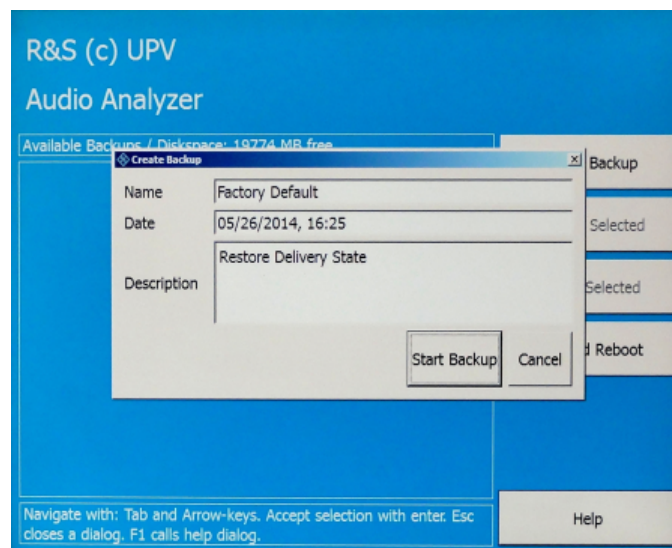 R&S (c) UPV
Audio Analyzer
Available Backups / Diskspace: 19774 MB free
Create Backup
Name
Factory Default
Date
05/26/2014, 16:25
Description
Restore Delivery State
Start Backup
Cancel
Backup
Selected
Selected
Reboot
Navigate with: Tab and Arrow-keys. Accept selection with enter. Esc
closes a dialog. F1 calls help dialog.
Help